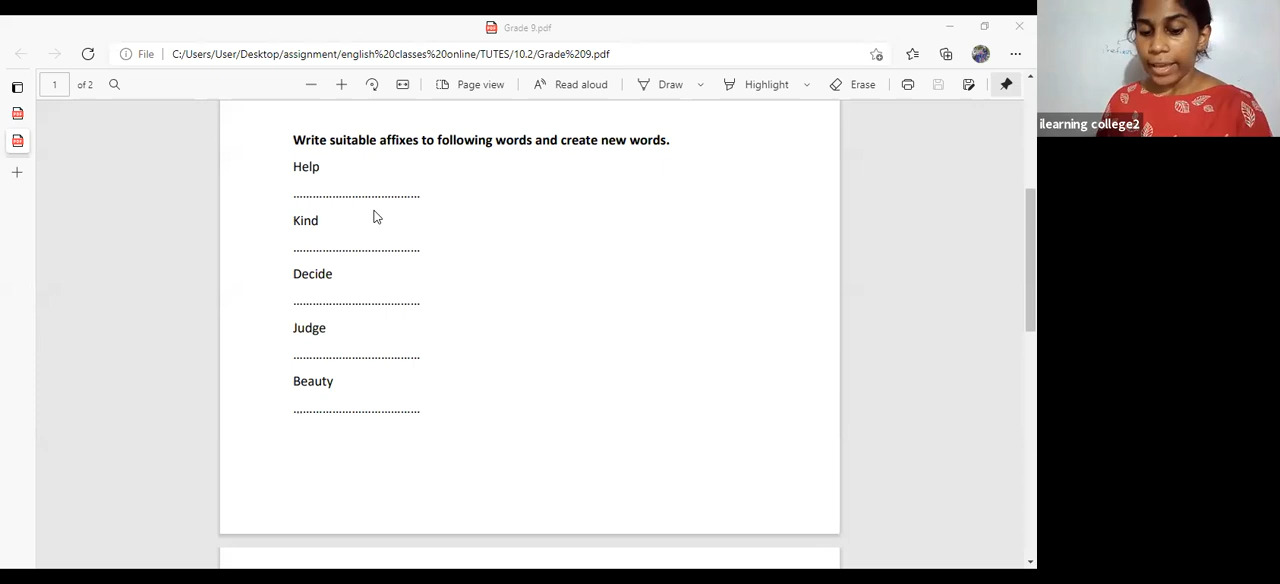 Grade 9.pdf
File
C:/Users/User/Desktop/assignment/english%20classes%20online/TUTES/10.2/Grade%209.pdf
1 of 2
Page view
Read aloud
Draw
Highlight
Erase
ilearning college2
Write suitable affixes to following words and create new words.
Help
.......................................
Kind
.......................................
Decide
.......................................
Judge
.......................................
Beauty
.......................................